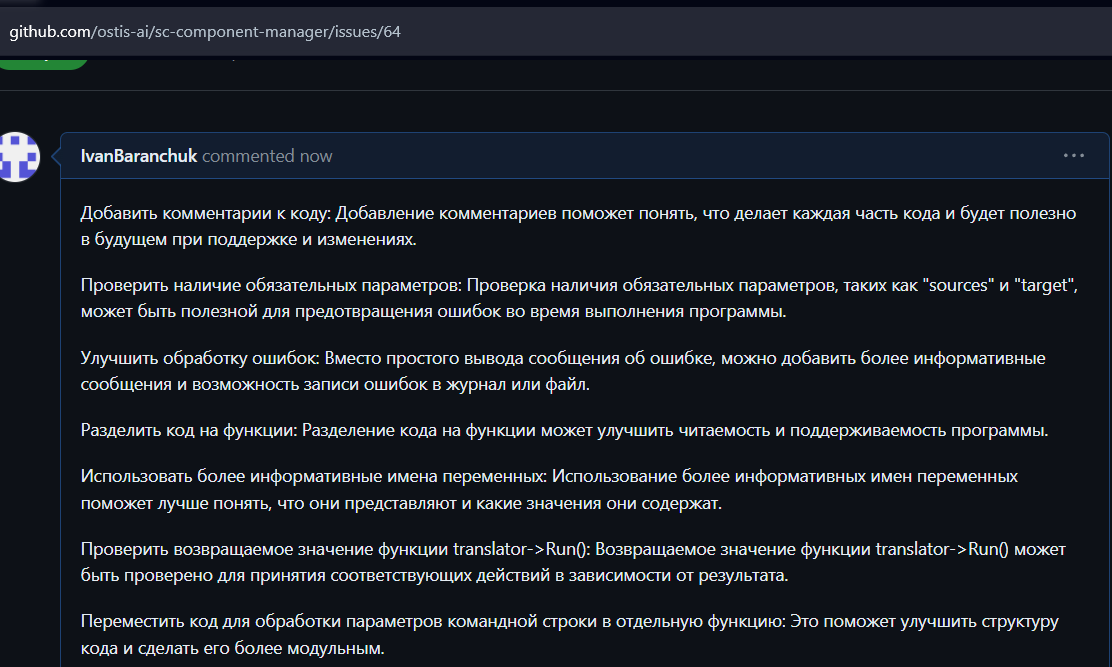 github.com/ostis-ai/sc-component-manager/issues/64
IvanBaranchuk commented now
Добавить комментарии к коду: Добавление комментариев поможет понять, что делает каждая часть кода и будет полезно
в будущем при поддержке и изменениях.
Проверить наличие обязательных параметров: Проверка наличия обязательных параметров, таких как "sources" и "target",
может быть полезной для предотвращения ошибок во время выполнения программы.
Улучшить обработку ошибок: Вместо простого вывода сообщения об ошибке, можно добавить более информативные
сообщения и возможность записи ошибок в журнал или файл.
Разделить код на функции: Разделение кода на функции может улучшить читаемость и поддерживаемость программы.
Использовать более информативные имена переменных: Использование более информативных имен переменных
поможет лучше понять, что они представляют и какие значения они содержат.
Проверить возвращаемое значение функции translator->Run(): Возвращаемое значение функции translator->Run() может
быть проверено для принятия соответствующих действий в зависимости от результата.
Переместить код для обработки параметров командной строки в отдельную функцию: Это поможет улучшить структуру
кода и сделать его более модульным.